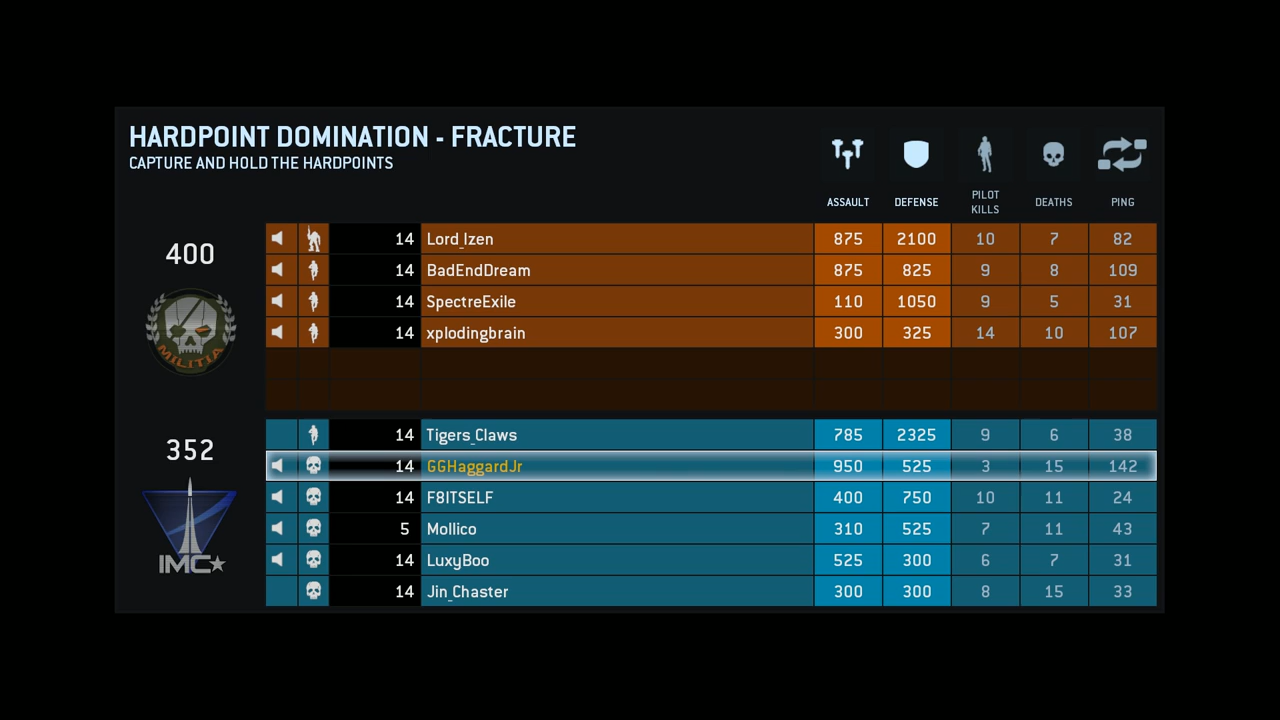 HARDPOINT DOMINATION - FRACTURE
CAPTURE AND HOLD THE HARDPOINTS
ASSAULT DEFENSE PILOT KILLS DEATHS PING
400
MILITIA
14 Lord_Izen 875 2100 10 7 82
14 BadEndDream 875 825 9 8 109
14 SpectreExile 110 1050 9 5 31
14 xplodingbrain 300 325 14 10 107
352
IMC
14 Tigers_Claws 785 2325 9 6 38
14 GGHaggardJr 950 525 3 15 142
14 F8ITSELF 400 750 10 11 24
5 Mollico 310 525 7 11 43
14 LuxyBoo 525 300 6 7 31
14 Jin_Chaster 300 300 8 15 33